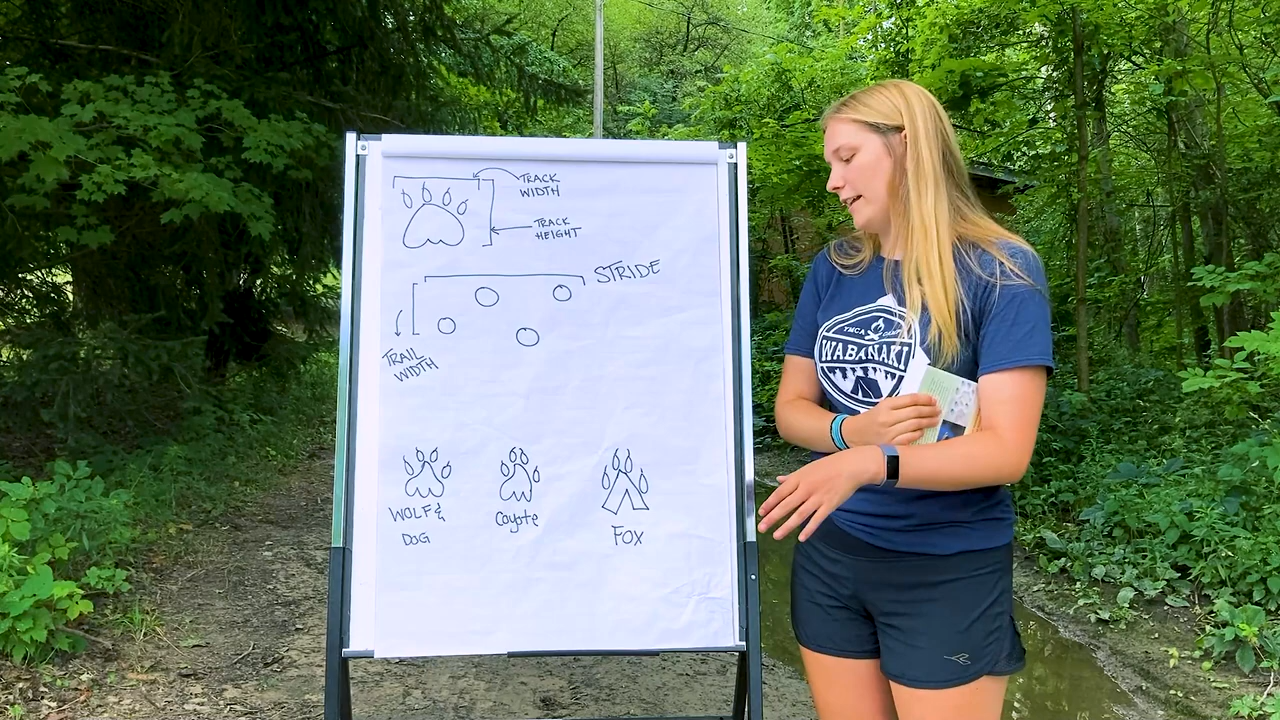 TRACK
WIDTH
TRACK
HEIGHT
STRIDE
TRAIL
WIDTH
WOLF &
DOG
Coyote
FOX
YMCA CAMP
WABANAKI